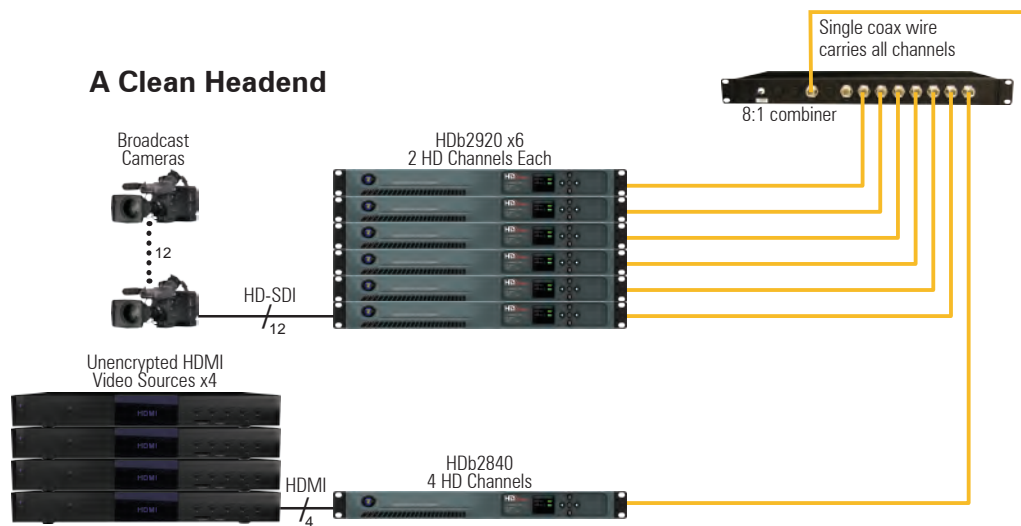 Single coax wire
carries all channels
A Clean Headend
8:1 combiner
Broadcast
Cameras
HDb2920 x6
2 HD Channels Each
12
HD-SDI
12
Unencrypted HDMI
Video Sources x4
HDMI
HDMI
HDMI
HDMI
HDb2840
4 HD Channels
HDMI
4